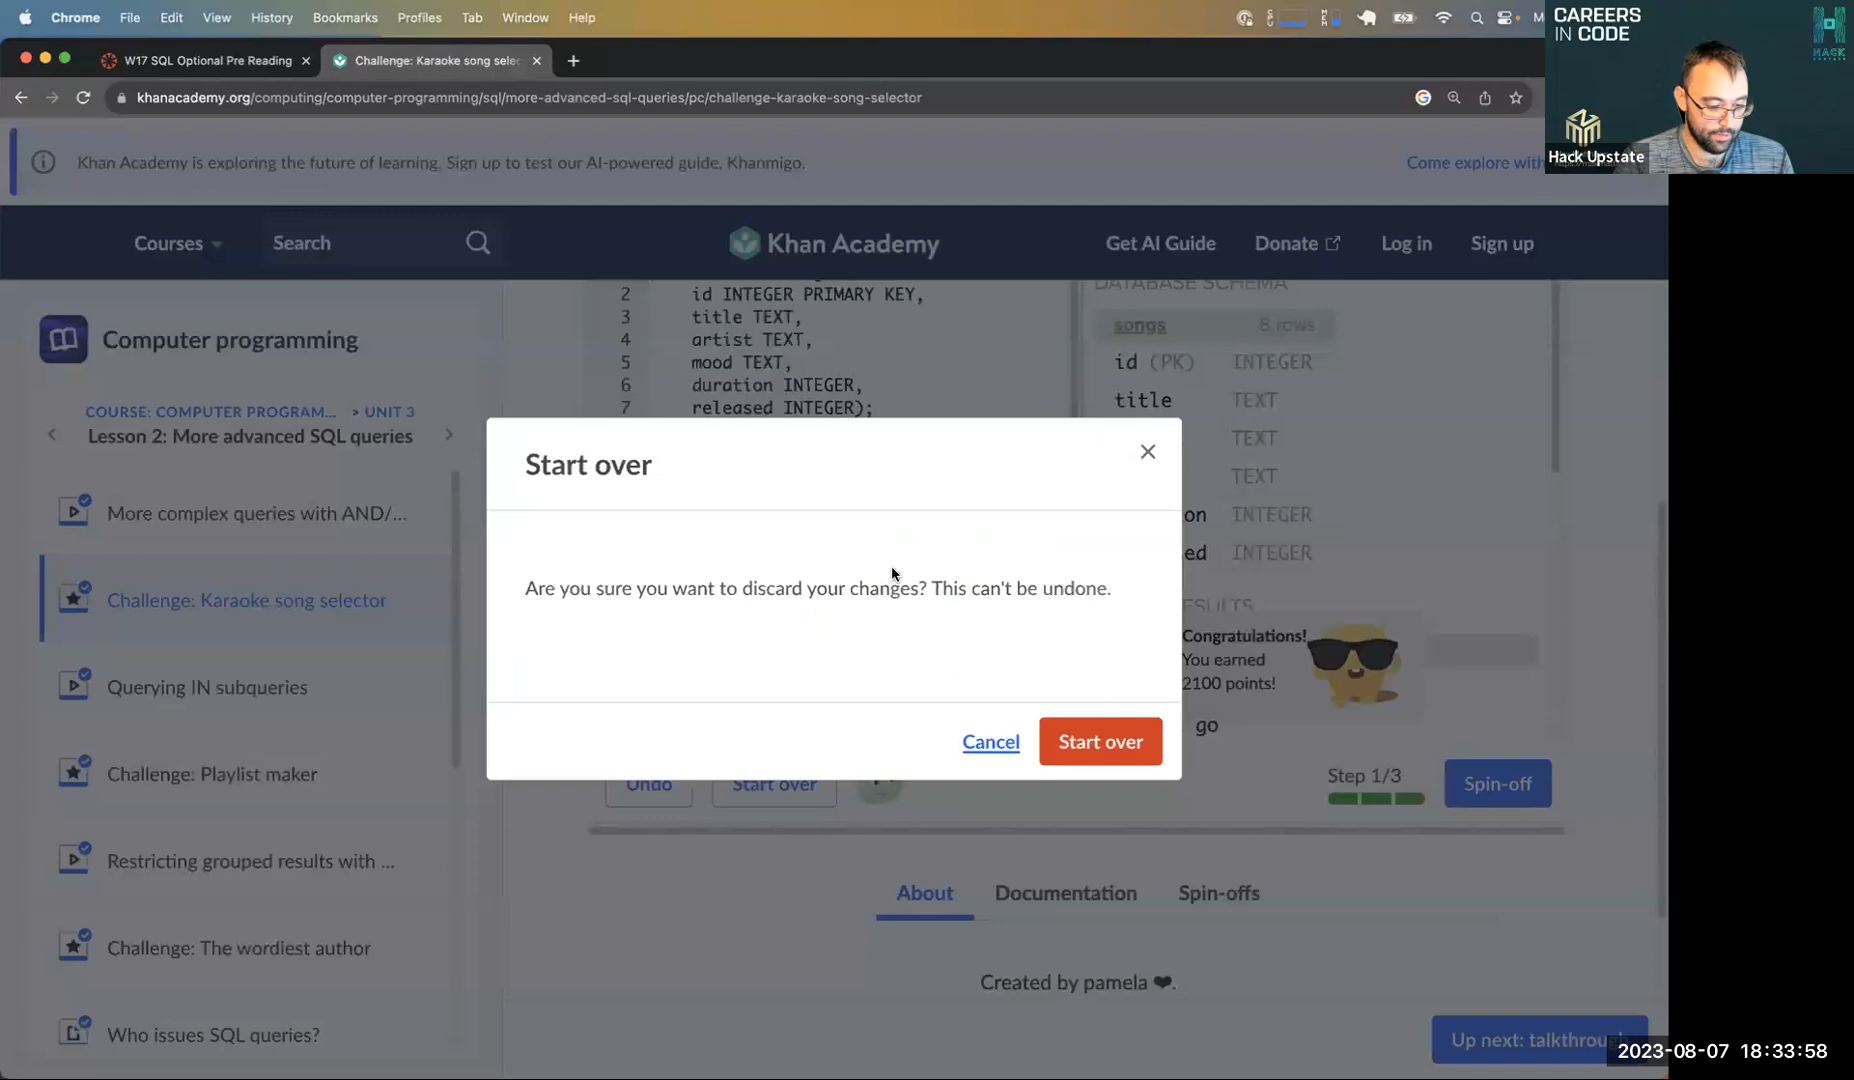 Chrome File Edit View History Bookmarks Profiles Tab Window Help
W17 SQL Optional Pre Reading
Challenge: Karaoke song selec
khanacademy.org/computing/computer-programming/sql/more-advanced-sql-queries/pc/challenge-karaoke-song-selector
CAREERS
IN CODE
HACK
UPSTATE
Hack Upstate
Khan Academy is exploring the future of learning. Sign up to test our AI-powered guide, Khanmigo.
Come explore with
Courses
Search
Khan Academy
Get AI Guide
Donate
Log in
Sign up
Computer programming
COURSE: COMPUTER PROGRAM... > UNIT 3
Lesson 2: More advanced SQL queries
More complex queries with AND/...
Challenge: Karaoke song selector
Querying IN subqueries
Challenge: Playlist maker
Restricting grouped results with ...
Challenge: The wordiest author
Who issues SQL queries?
2 id INTEGER PRIMARY KEY,
3 title TEXT,
4 artist TEXT,
5 mood TEXT,
6 duration INTEGER,
7 released INTEGER);
DATABASE SCHEMA
songs 8 rows
id (PK) INTEGER
title TEXT
TEXT
TEXT
on INTEGER
ed INTEGER
Start over
Are you sure you want to discard your changes? This can't be undone.
Cancel
Start over
RESULTS
Congratulations!
You earned
2100 points!
go
Undo
Start over
Step 1/3
Spin-off
About
Documentation
Spin-offs
Created by pamela ❤.
Up next: talkthrou
2023-08-07 18:33:58